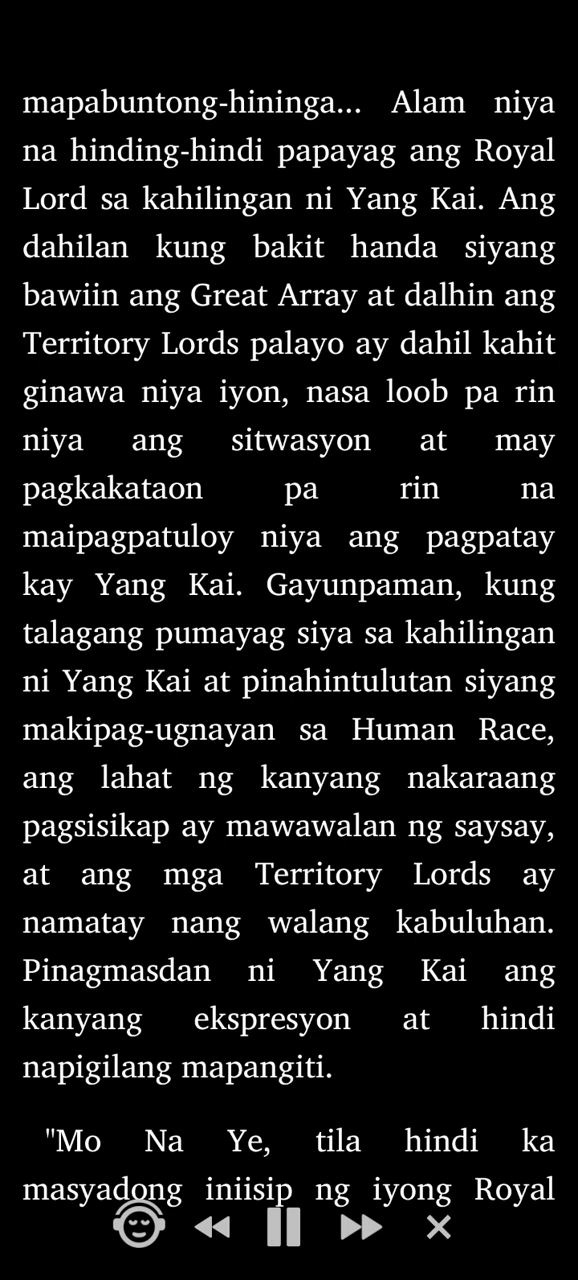 mapabuntong-hininga... Alam niya
na hinding-hindi papayag ang Royal
Lord sa kahilingan ni Yang Kai. Ang
dahilan kung bakit handa siyang
bawiin ang Great Array at dalhin ang
Territory Lords palayo ay dahil kahit
ginawa niya iyon, nasa loob pa rin
niya ang sitwasyon at may
pagkakataon pa rin na
maipagpatuloy niya ang pagpatay
kay Yang Kai. Gayunpaman, kung
talagang pumayag siya sa kahilingan
ni Yang Kai at pinahintulutan siyang
makipag-ugnayan sa Human Race,
ang lahat ng kanyang nakaraang
pagsisikap ay mawawalan ng saysay,
at ang mga Territory Lords ay
namatay nang walang kabuluhan.
Pinagmasdan ni Yang Kai ang
kanyang ekspresyon at hindi
napigilang mapangiti.
"Mo Na Ye, tila hindi ka
masyadong iniisip ng iyong Royal